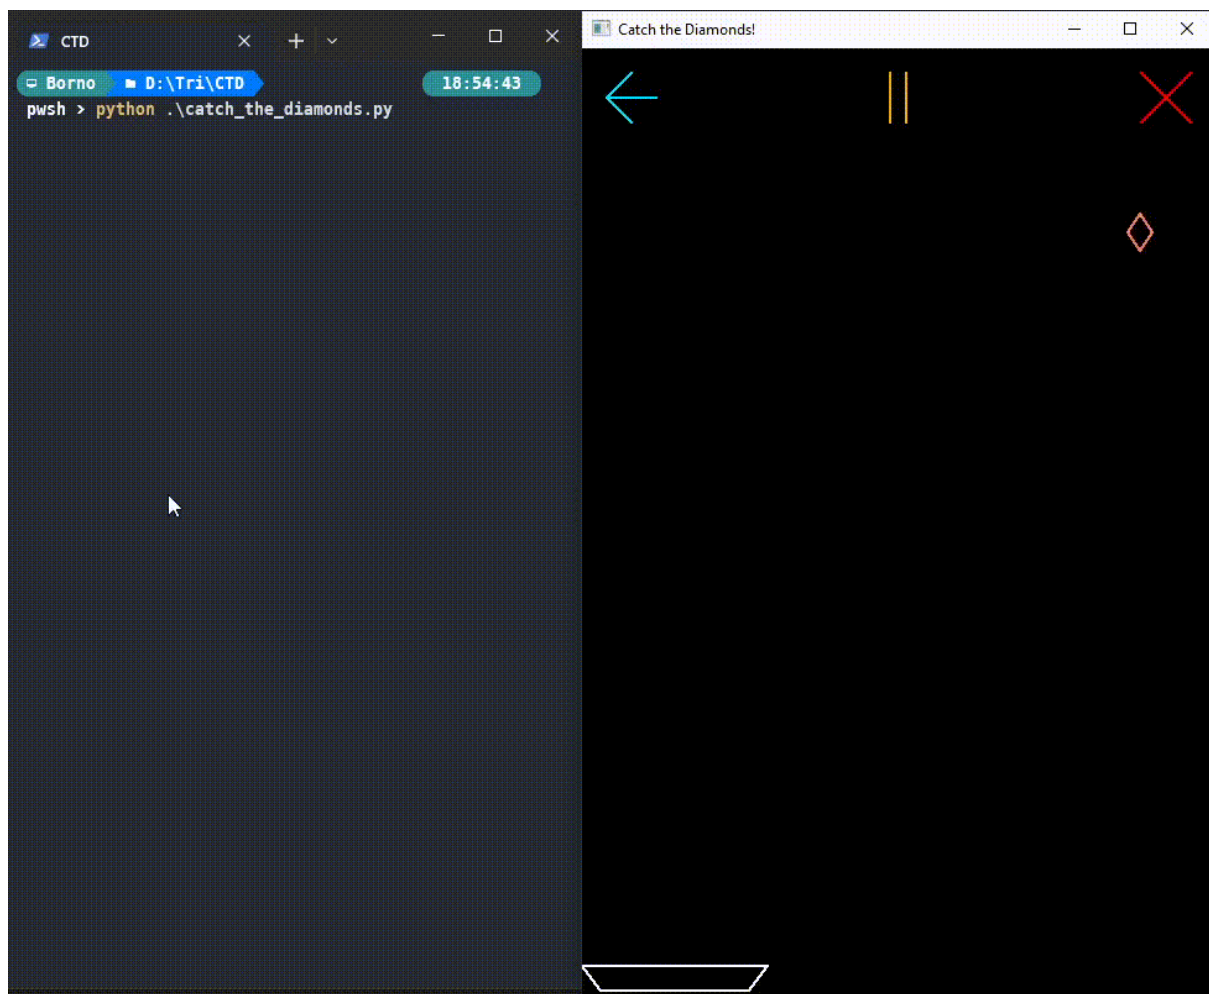 CTD
Borno D:\Tri\CTD 18:54:43
pwsh > python .\catch_the_diamonds.py
Catch the Diamonds!